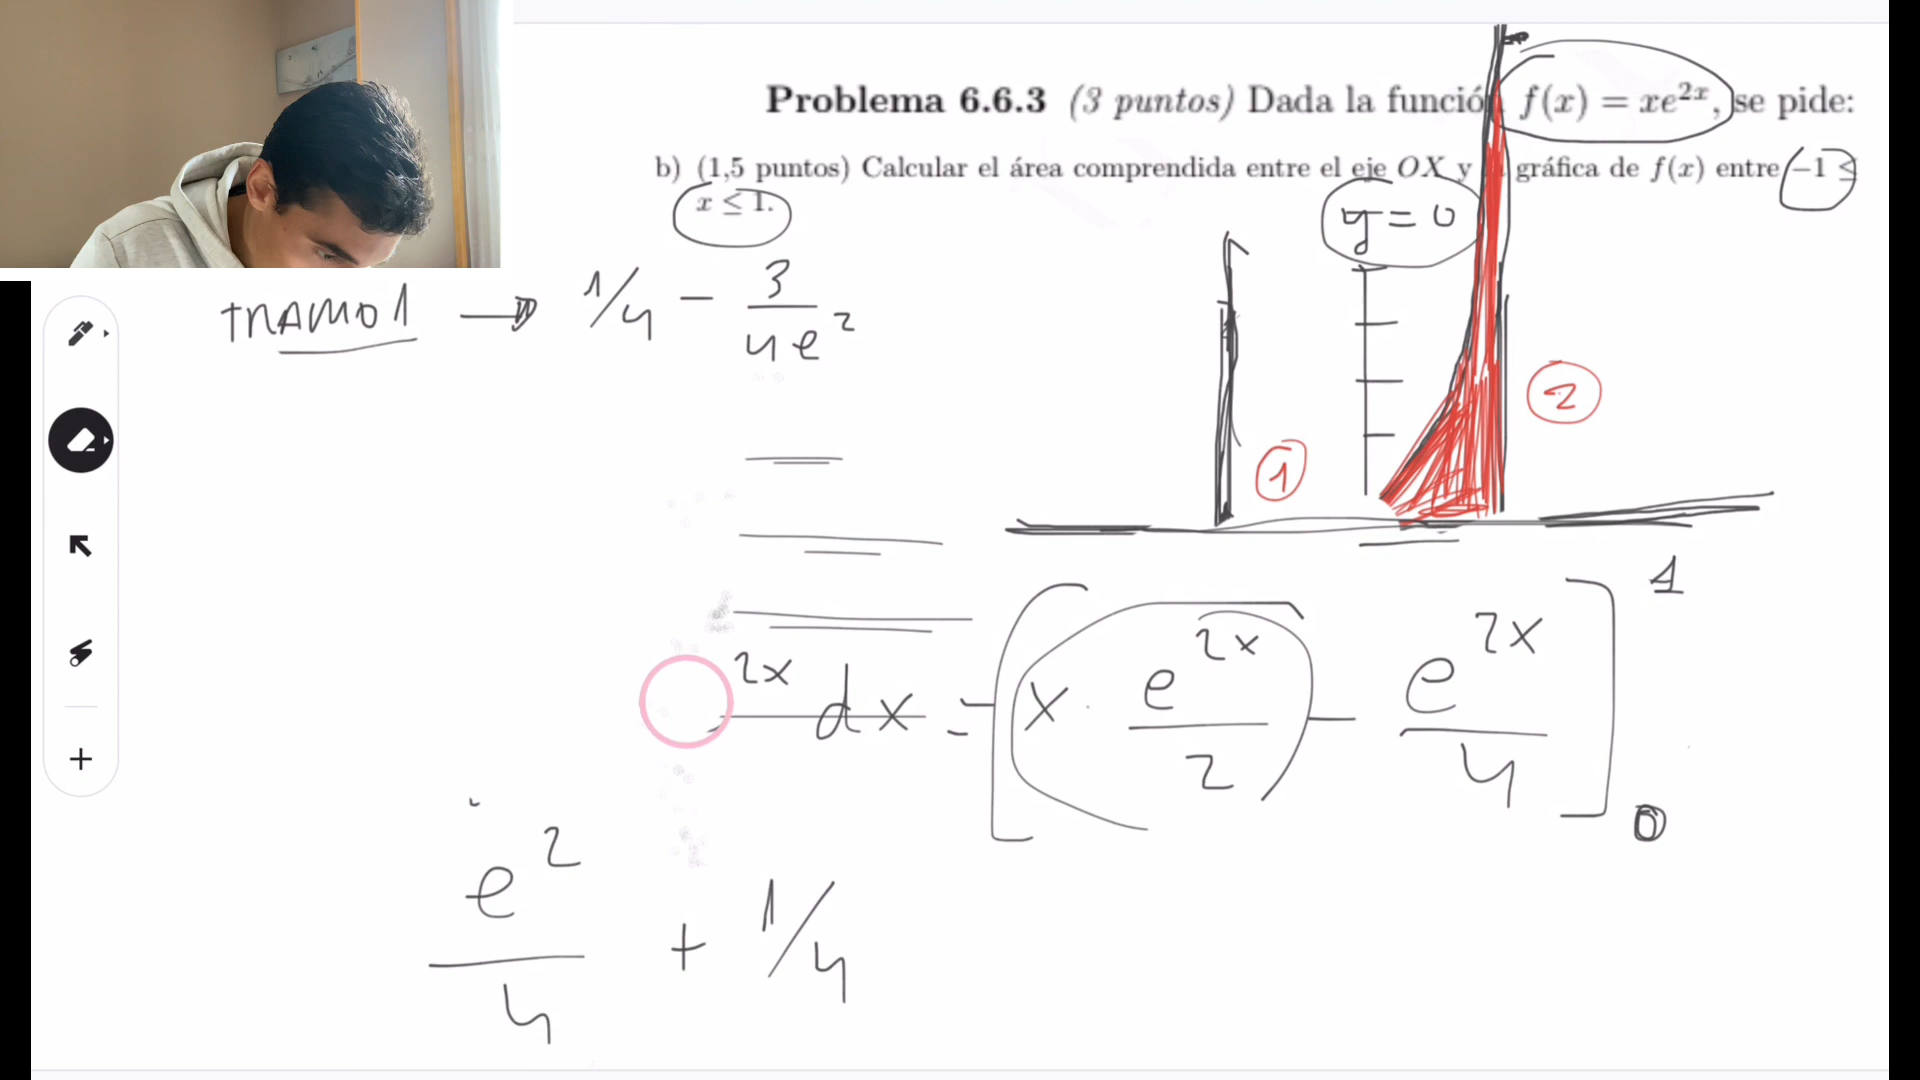 Problema 6.6.3 (3 puntos) Dada la función f(x) = xe^{2x}, se pide:
b) (1,5 puntos) Calcular el área comprendida entre el eje OX y gráfica de f(x) entre −1 ≤
x ≤ 1.
y = 0
TRAMO 1 → 1/4 − 3/(4e^2)
2
1
^{2x} dx = [x · e^{2x}/2 − e^{2x}/4]_0^1
e^2/4 + 1/4